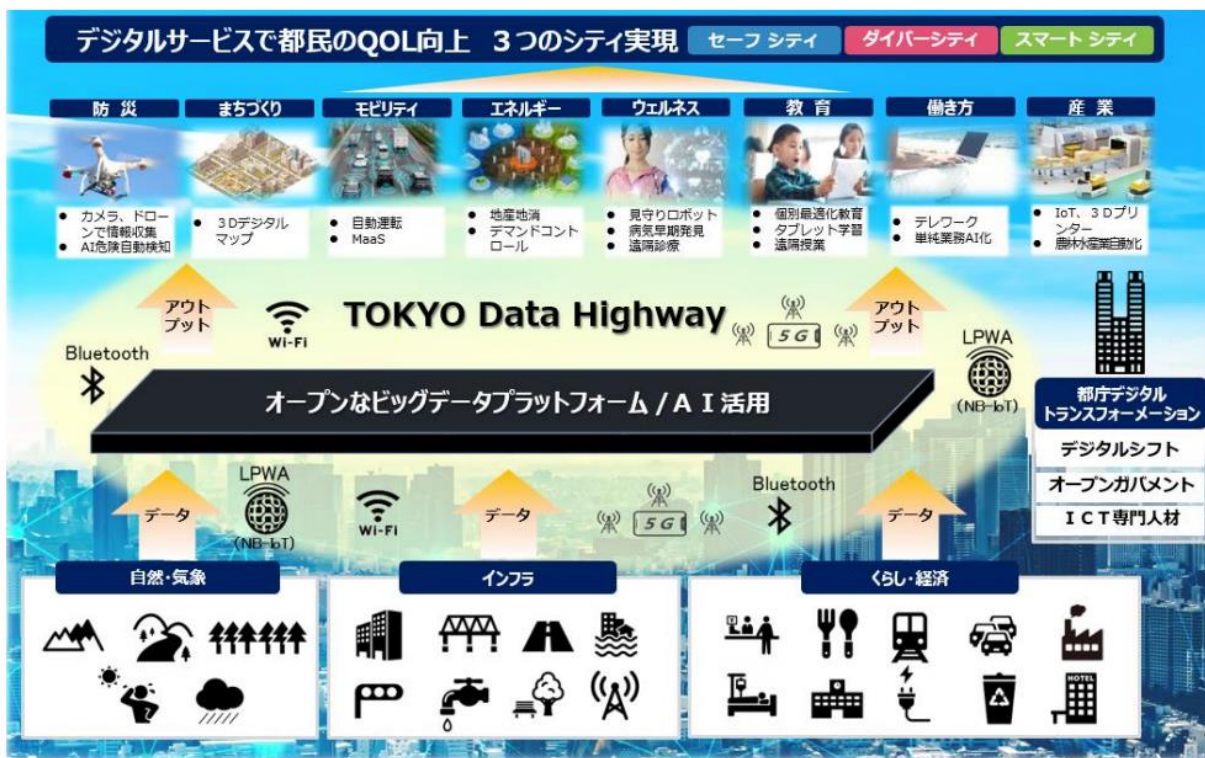 デジタルサービスで都民のQOL向上 3つのシティ実現 セーフ シティ ダイバーシティ スマート シティ
防 災
● カメラ、ドロー
ンで情報収集
● AI危険自動検知
まちづくり
● 3Dデジタル
マップ
モビリティ
● 自動運転
● MaaS
エネルギー
● 地産地消
● デマンドコント
ロール
ウェルネス
● 見守りロボット
● 病気早期発見
● 遠隔診療
教 育
● 個別最適化教育
● タブレット学習
● 遠隔授業
働き方
● テレワーク
● 単純業務AI化
産 業
● IoT、3Dプリ
ンター
● 農林水産業自動化
アウト
プット
Wi-Fi
TOKYO Data Highway
5G
アウト
プット
Bluetooth
LPWA
(NB-IoT)
オープンなビッグデータプラットフォーム/AI活用
都庁デジタル
トランスフォーメーション
デジタルシフト
オープンガバメント
ICT専門人材
データ
LPWA
(NB-IoT)
Wi-Fi
データ
5G
Bluetooth
データ
自然・気象
インフラ
くらし・経済
HOTEL